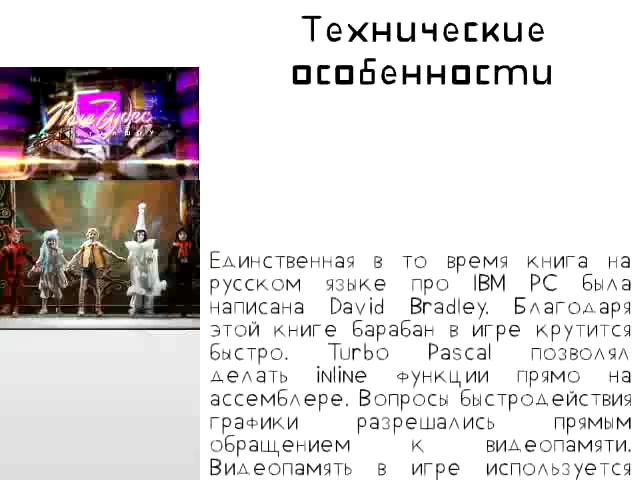 Технические
особенности
Поле Чудес
Единственная в то время книга на
русском языке про IBM PC была
написана David Bradley. Благодаря
этой книге барабан в игре крутится
быстро. Turbo Pascal позволял
делать inline функции прямо на
ассемблере. Вопросы быстродействия
графики разрешались прямым
обращением к видеопамяти.
Видеопамять в игре используется